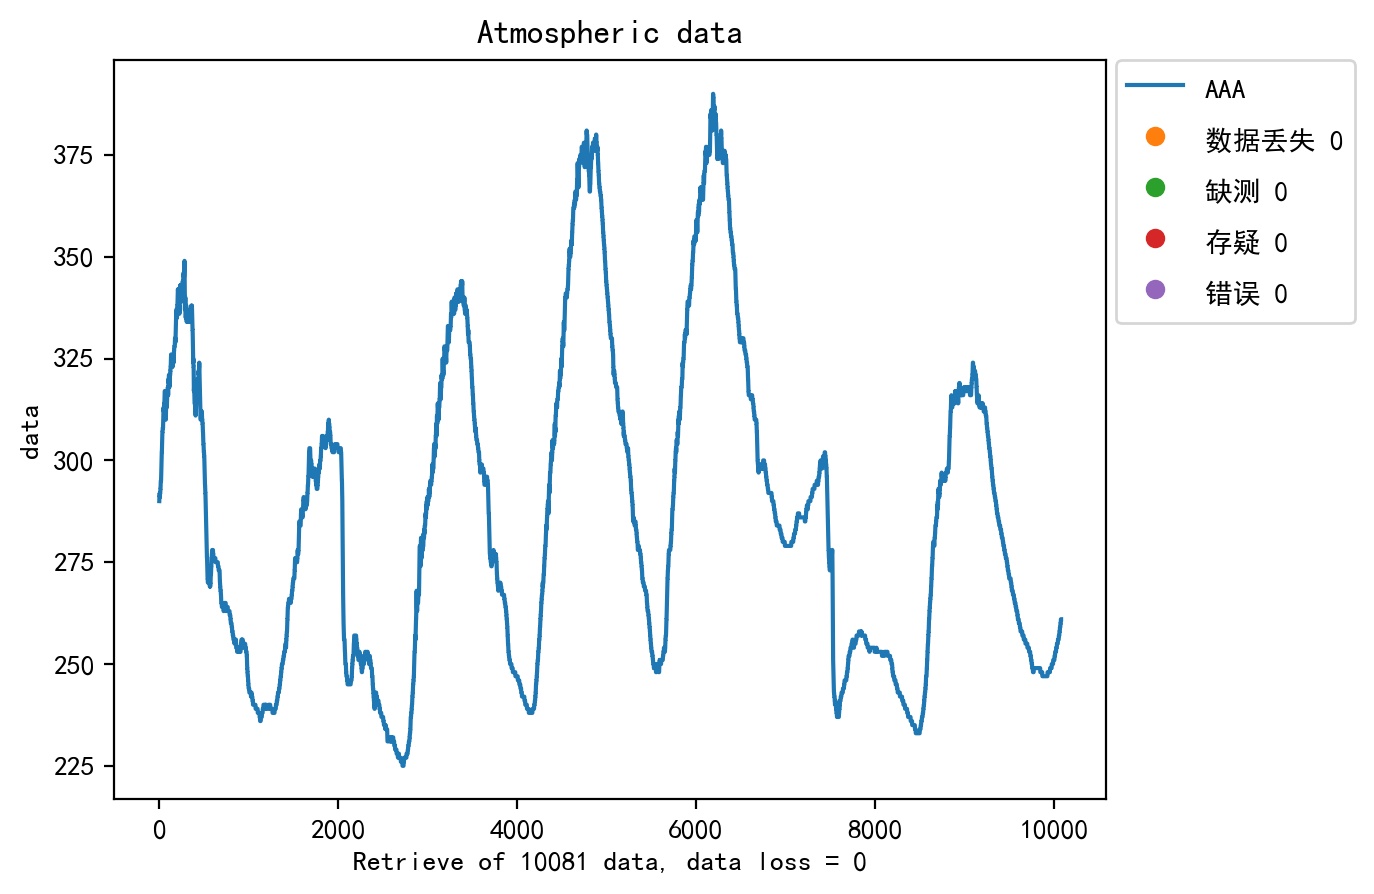 Atmospheric data
AAA
数据丢失 0
缺测 0
存疑 0
错误 0
375
350
325
300
275
250
225
data
0 2000 4000 6000 8000 10000
Retrieve of 10081 data, data loss = 0